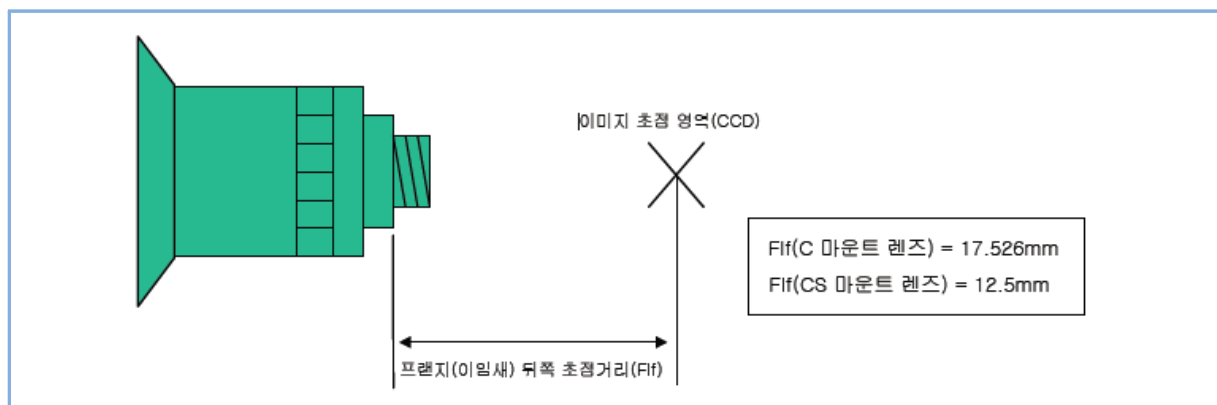 이미지 초점 영역(CCD)
Flf(C 마운트 렌즈) = 17.526mm
Flf(CS 마운트 렌즈) = 12.5mm
프랜지(이임새) 뒤쪽 초점거리(Flf)